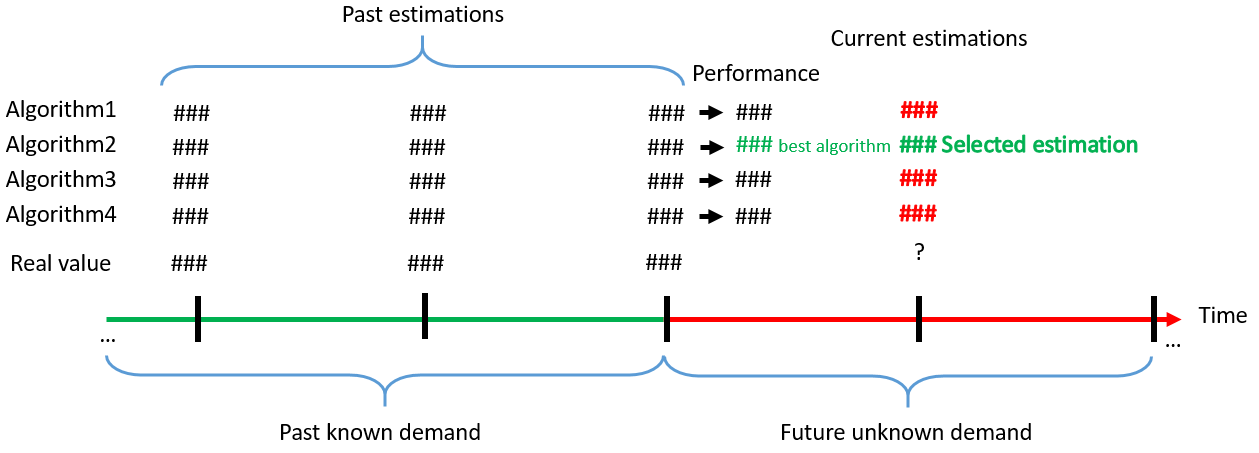 Past estimations
Current estimations
Performance
Algorithm1 ### ### ### ### ###
Algorithm2 ### ### ### ### best algorithm ### Selected estimation
Algorithm3 ### ### ### ### ###
Algorithm4 ### ### ### ### ###
Real value ### ### ### ?
Time
... ...
Past known demand Future unknown demand